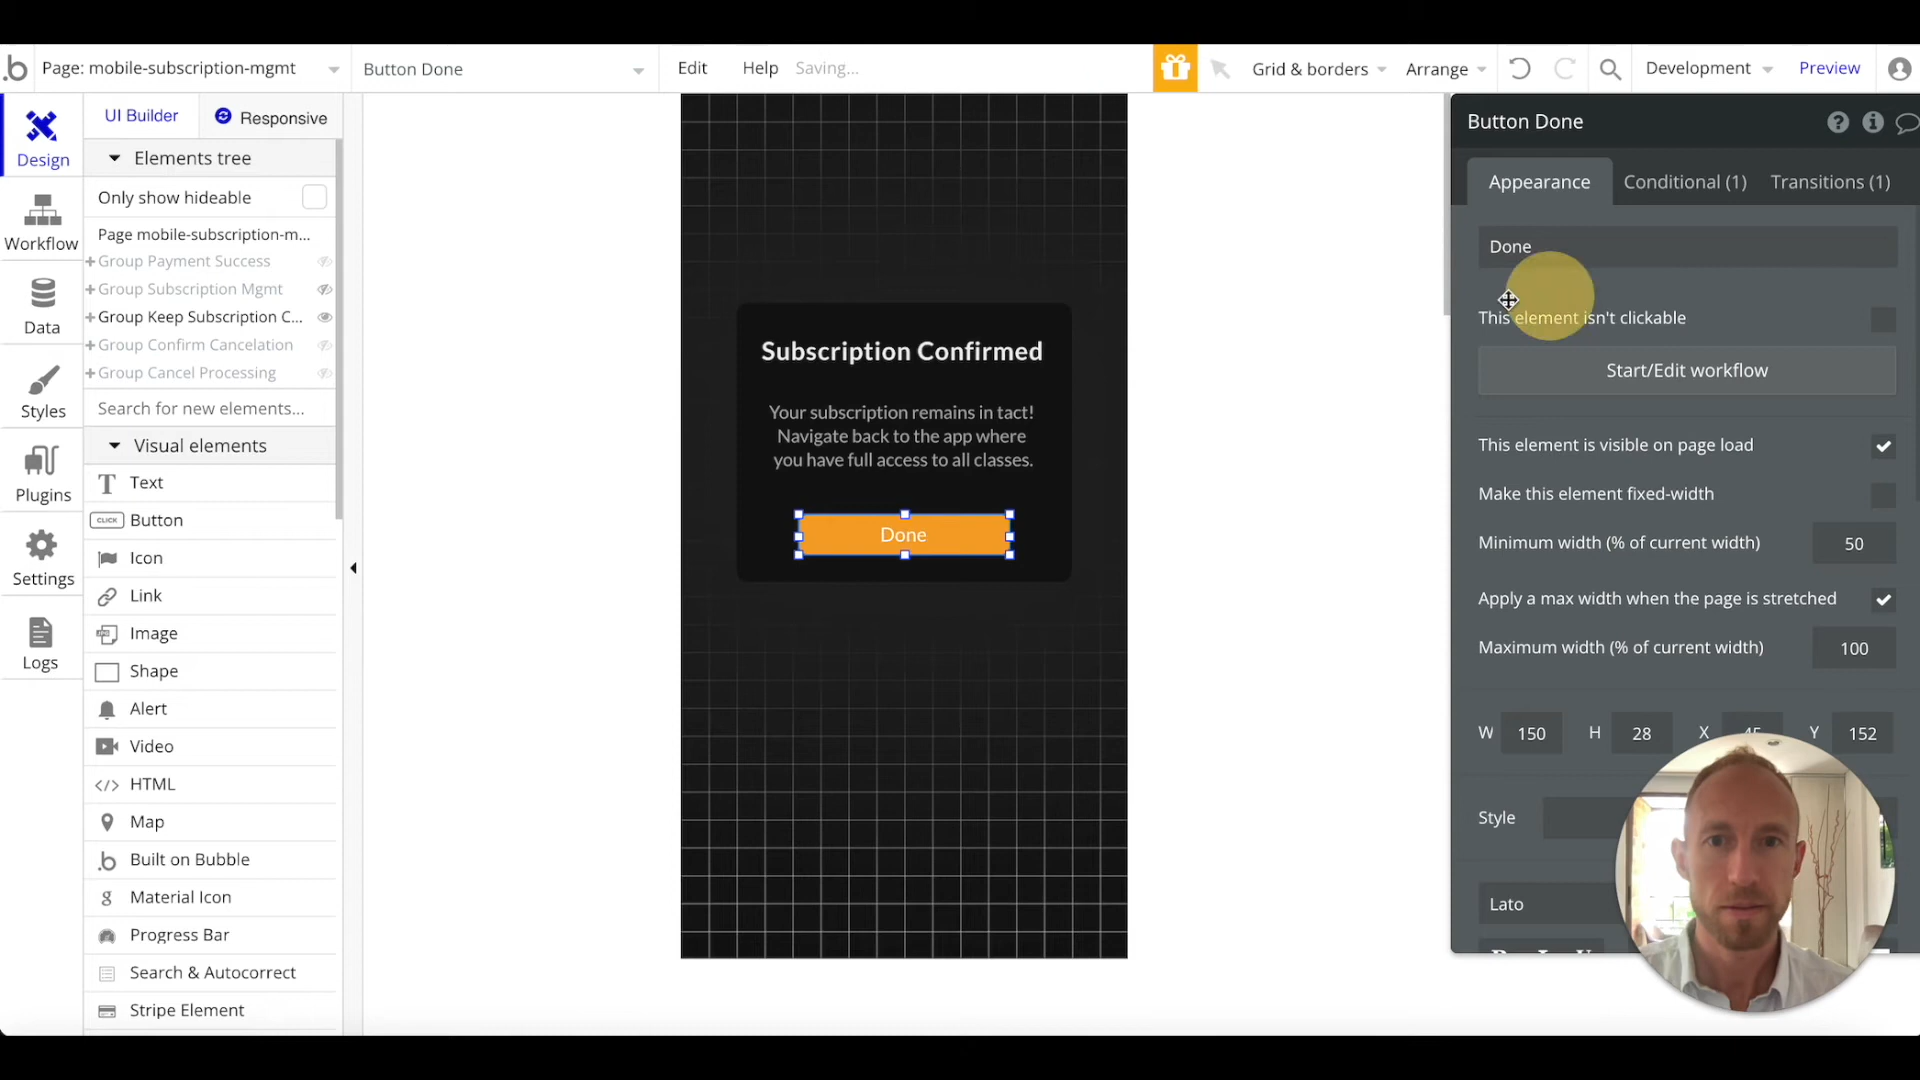 Page: mobile-subscription-mgmt
Button Done
Edit
Help
Saving...
Grid & borders
Arrange
Development
Preview
Design
Workflow
Data
Styles
Plugins
Settings
Logs
UI Builder
Responsive
Elements tree
Only show hideable
Page mobile-subscription-m...
Group Payment Success
Group Subscription Mgmt
Group Keep Subscription C...
Group Confirm Cancelation
Group Cancel Processing
Search for new elements...
Visual elements
Text
CLICK Button
Icon
Link
Image
Shape
Alert
Video
HTML
Map
Built on Bubble
Material Icon
Progress Bar
Search & Autocorrect
Stripe Element
Subscription Confirmed
Your subscription remains in tact!
Navigate back to the app where
you have full access to all classes.
Done
Button Done
Appearance
Conditional (1)
Transitions (1)
Done
This element isn't clickable
Start/Edit workflow
This element is visible on page load
Make this element fixed-width
Minimum width (% of current width) 50
Apply a max width when the page is stretched
Maximum width (% of current width) 100
W 150 H 28 X 45 Y 152
Style
Lato